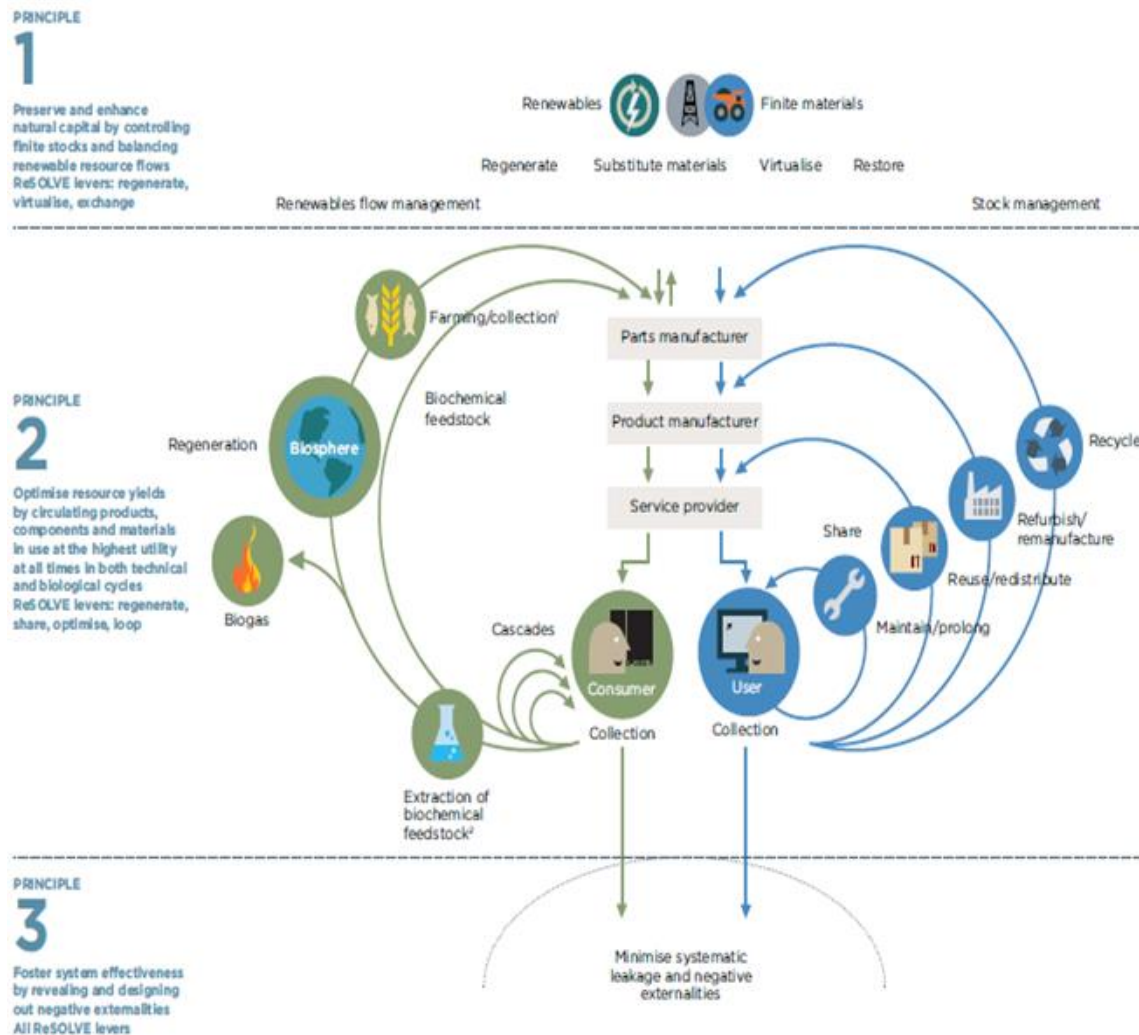 PRINCIPLE
1
Preserve and enhance
natural capital by controlling
finite stocks and balancing
renewable resource flows
ReSOLVE levers: regenerate,
virtualise, exchange
Renewables
Finite materials
Regenerate
Substitute materials
Virtualise
Restore
Renewables flow management
Stock management
PRINCIPLE
2
Optimise resource yields
by circulating products,
components and materials
in use at the highest utility
at all times in both technical
and biological cycles
ReSOLVE levers: regenerate,
share, optimise, loop
Farming/collection¹
Biochemical
feedstock
Regeneration
Biosphere
Biogas
Cascades
Extraction of
biochemical
feedstock²
Parts manufacturer
Product manufacturer
Service provider
Consumer
Collection
User
Collection
Share
Maintain/prolong
Reuse/redistribute
Refurbish/
remanufacture
Recycle
PRINCIPLE
3
Foster system effectiveness
by revealing and designing
out negative externalities
All ReSOLVE levers
Minimise systematic
leakage and negative
externalities